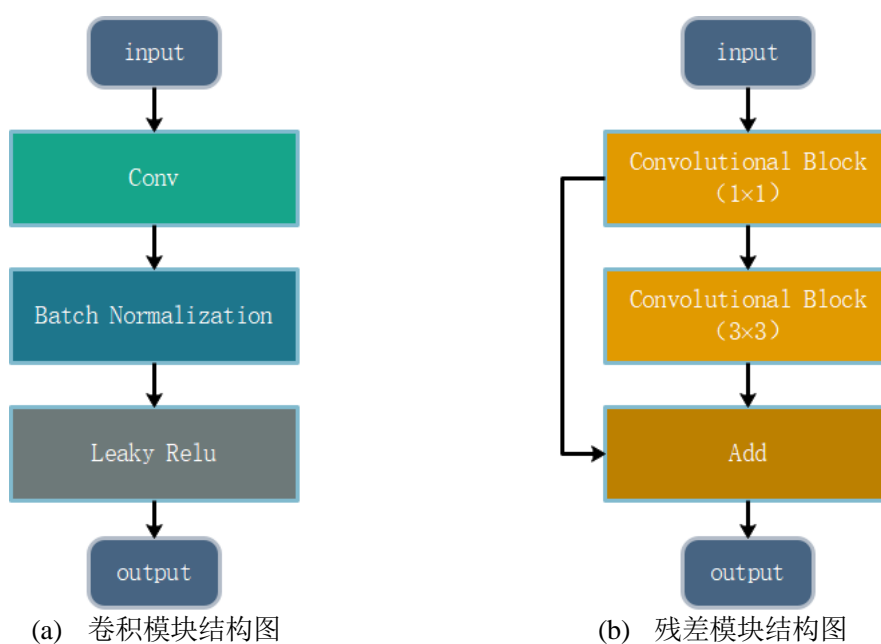 input
Conv
Batch Normalization
Leaky Relu
output
(a) 卷积模块结构图
input
Convolutional Block
（1×1）
Convolutional Block
（3×3）
Add
output
(b) 残差模块结构图